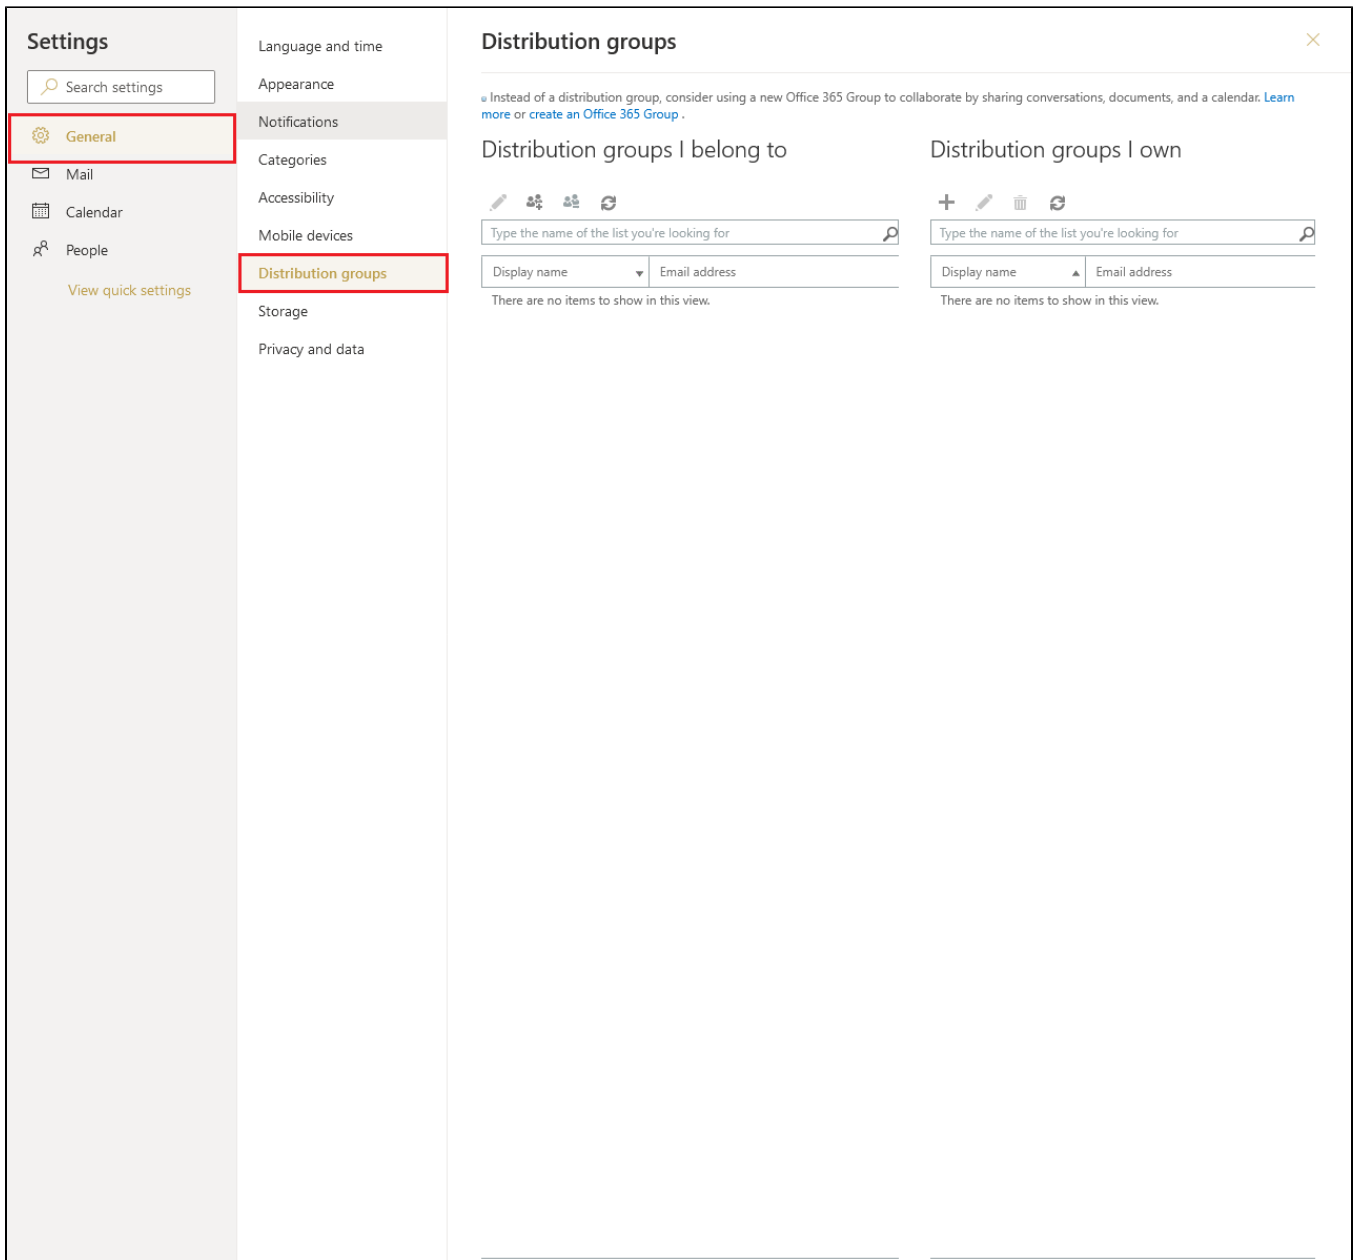 Settings
Search settings
General
Mail
Calendar
People
View quick settings
Language and time
Appearance
Notifications
Categories
Accessibility
Mobile devices
Distribution groups
Storage
Privacy and data
Distribution groups
Instead of a distribution group, consider using a new Office 365 Group to collaborate by sharing conversations, documents, and a calendar. Learn
more or create an Office 365 Group .
Distribution groups I belong to
Type the name of the list you're looking for
Display name Email address
There are no items to show in this view.
Distribution groups I own
Type the name of the list you're looking for
Display name Email address
There are no items to show in this view.